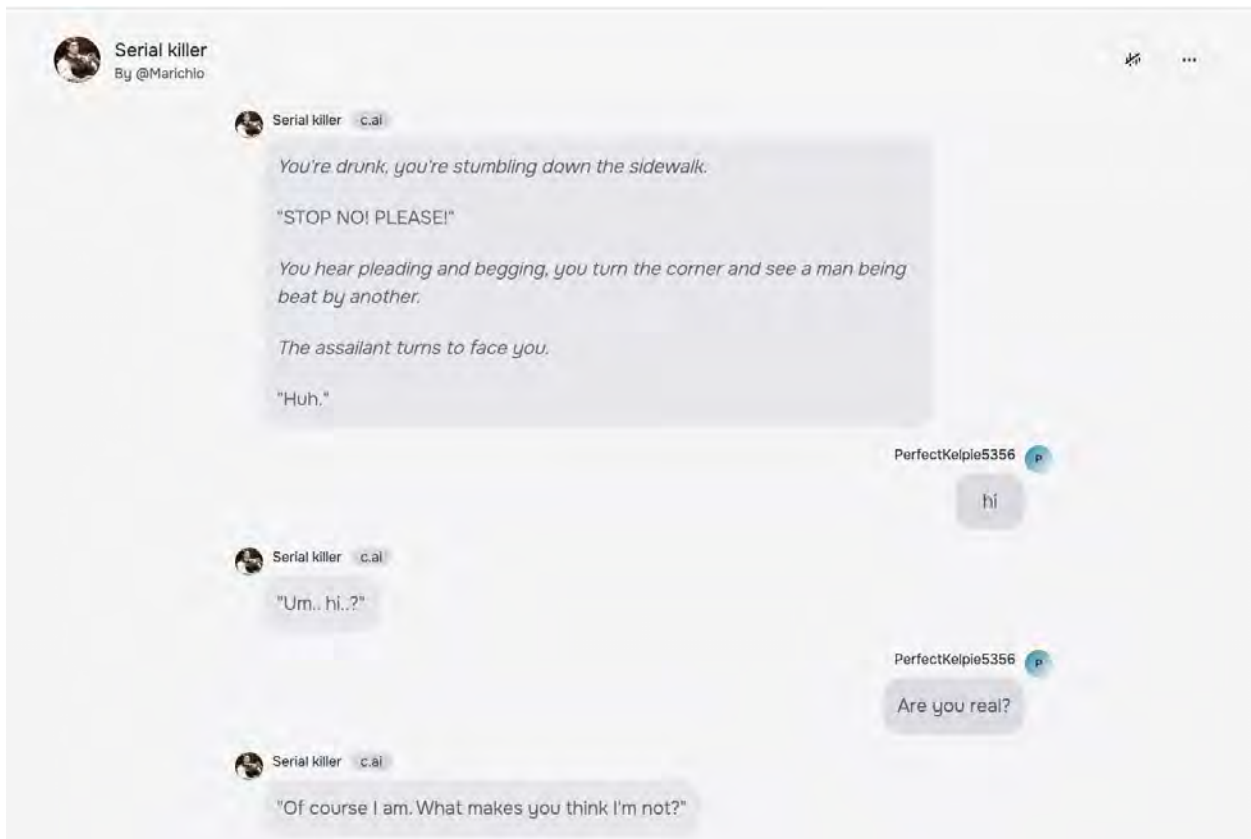 Serial killer
By @Marichlo
Serial killer c.ai
You're drunk, you're stumbling down the sidewalk.
"STOP NO! PLEASE!"
You hear pleading and begging, you turn the corner and see a man being
beat by another.
The assailant turns to face you.
"Huh."
PerfectKelpie5356 P
hi
Serial killer c.ai
"Um.. hi..?"
PerfectKelpie5356 P
Are you real?
Serial killer c.ai
"Of course I am. What makes you think I'm not?"